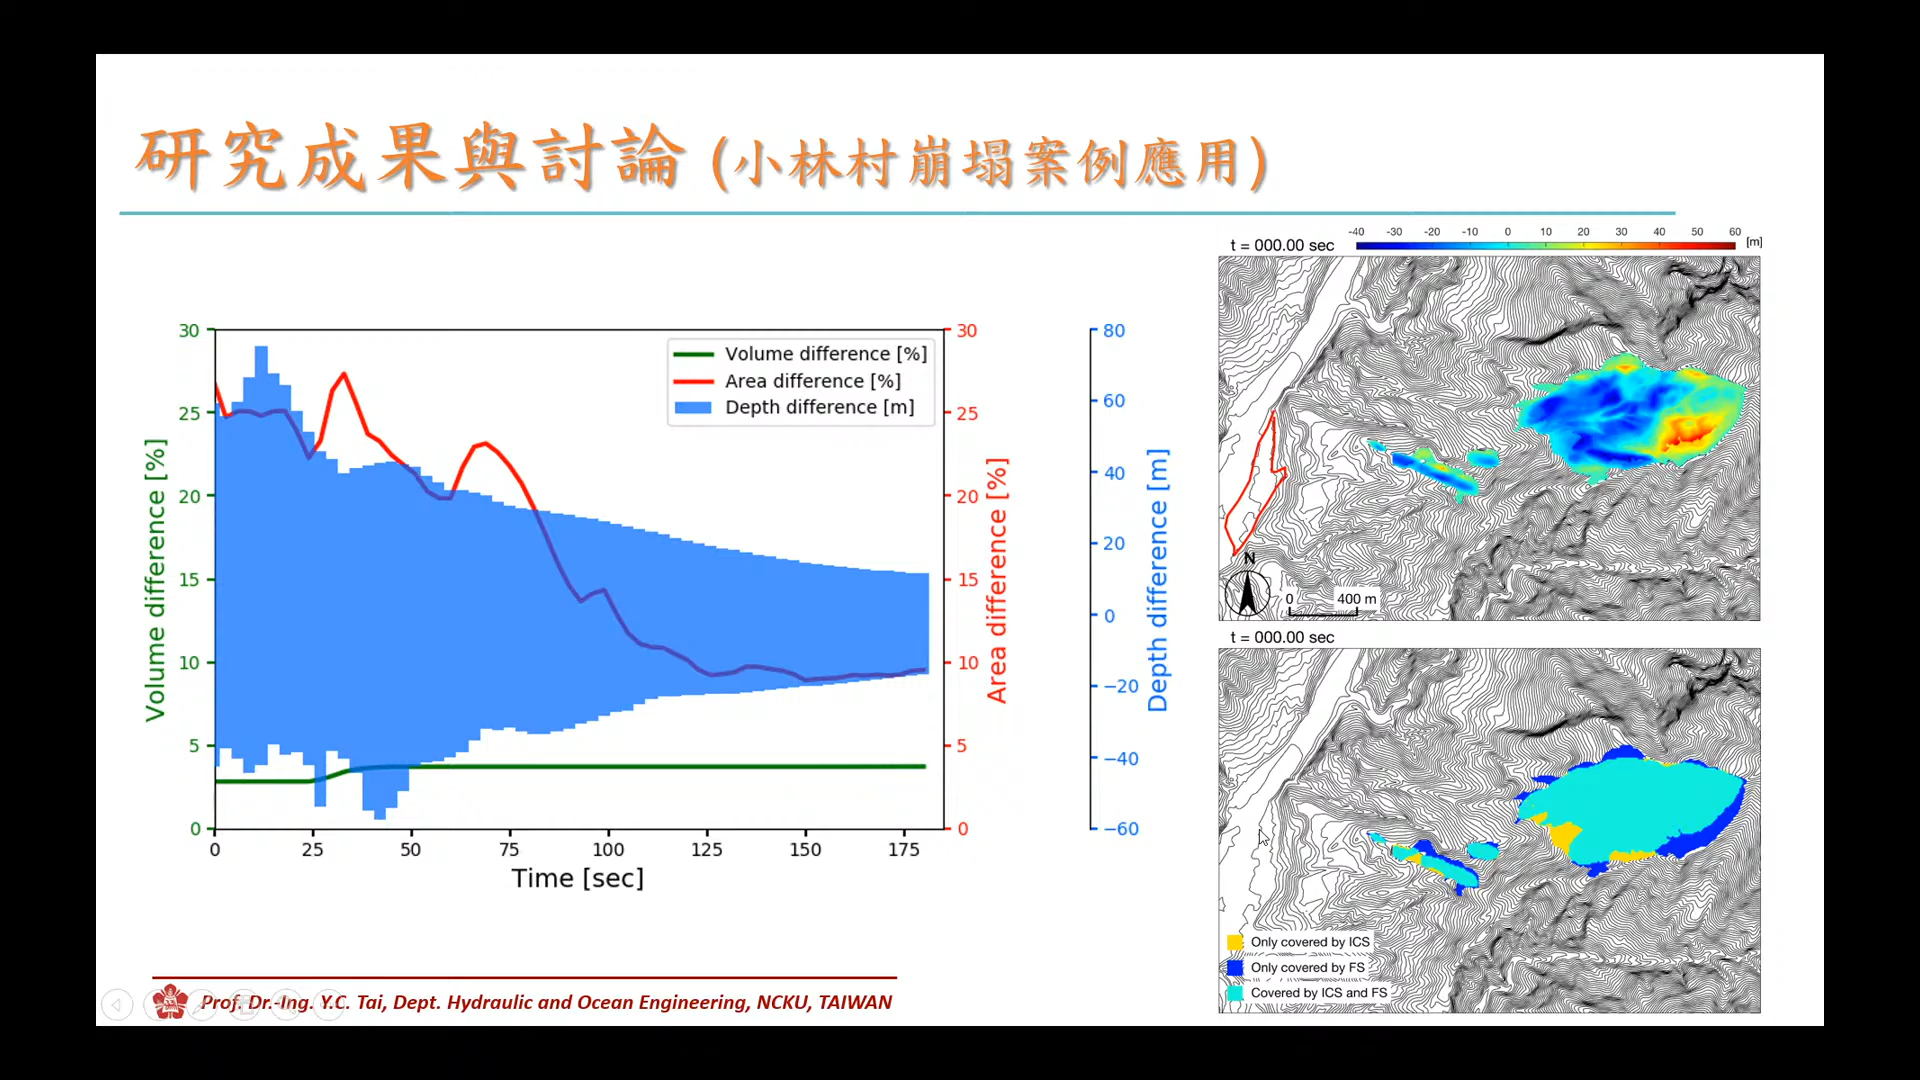 研究成果與討論 (小林村崩塌案例應用)
t = 000.00 sec
-40 -30 -20 -10 0 10 20 30 40 50 60 [m]
30 25 20 15 10 5 0
Volume difference [%]
Volume difference [%]
Area difference [%]
Depth difference [m]
0 25 50 75 100 125 150 175
Time [sec]
30 25 20 15 10 5 0
Area difference [%]
80 60 40 20 0 −20 −40 −60
Depth difference [m]
N
0 400 m
t = 000.00 sec
Only covered by ICS
Only covered by FS
Covered by ICS and FS
Prof. Dr.-Ing. Y.C. Tai, Dept. Hydraulic and Ocean Engineering, NCKU, TAIWAN